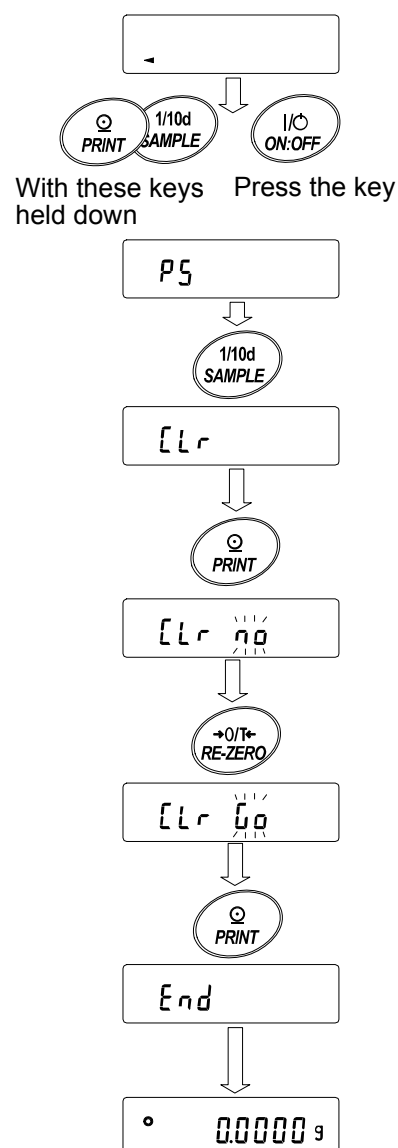 1/10d
PRINT SAMPLE ON:OFF
With these keys Press the key
held down
PS
1/10d
SAMPLE
CLr
PRINT
CLr no
→0/T←
RE-ZERO
CLr Go
PRINT
End
0.0000 g